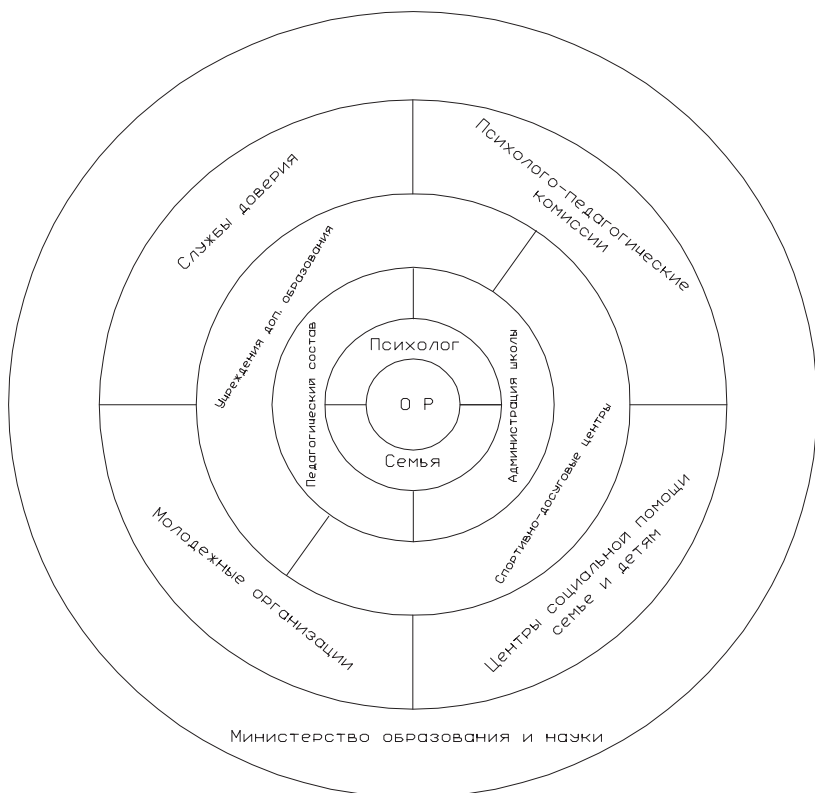 Службы доверия
Психолого-педагогические
комиссии
Учреждения доп. образования
Педагогический состав
Психолог
О Р
Семья
Администрация школы
Спортивно-досуговые центры
Молодежные организации
Центры социальной помощи
семье и детям
Министерство образования и науки